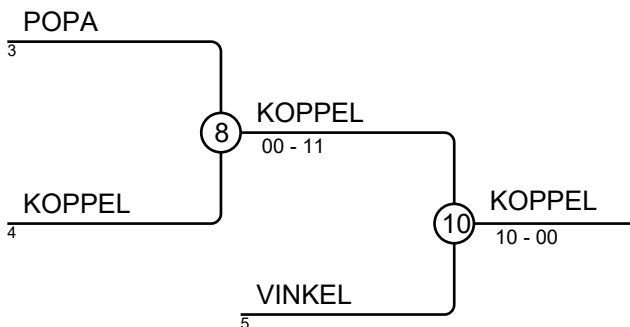 POPA
3
8
KOPPEL
00 - 11
KOPPEL
4
10
KOPPEL
10 - 00
VINKEL
5